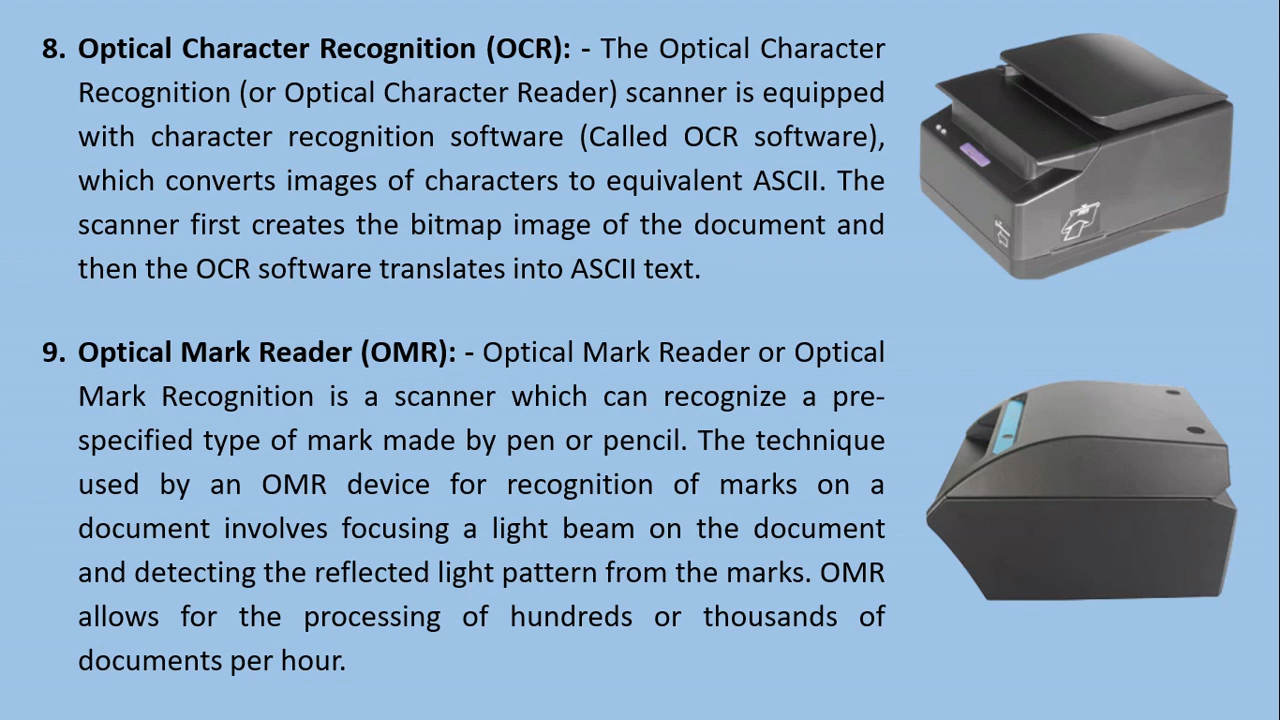 8. Optical Character Recognition (OCR): - The Optical Character
Recognition (or Optical Character Reader) scanner is equipped
with character recognition software (Called OCR software),
which converts images of characters to equivalent ASCII. The
scanner first creates the bitmap image of the document and
then the OCR software translates into ASCII text.
9. Optical Mark Reader (OMR): - Optical Mark Reader or Optical
Mark Recognition is a scanner which can recognize a pre-
specified type of mark made by pen or pencil. The technique
used by an OMR device for recognition of marks on a
document involves focusing a light beam on the document
and detecting the reflected light pattern from the marks. OMR
allows for the processing of hundreds or thousands of
documents per hour.